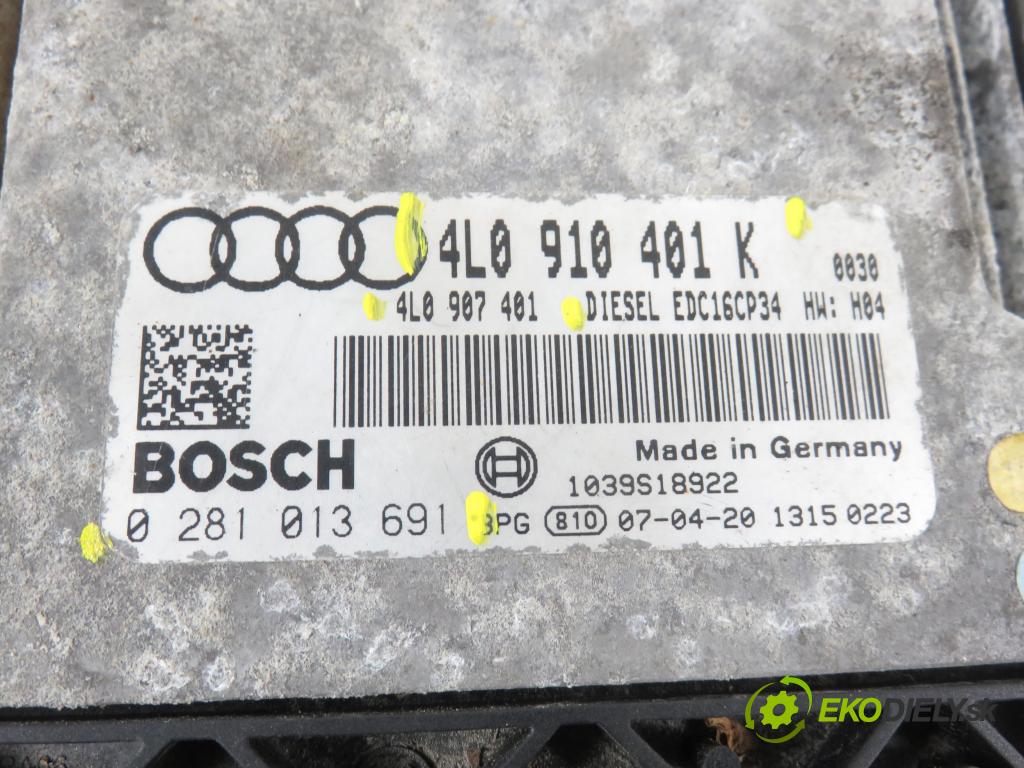 4L0 910 401 K 0030
4L0 907 401 DIESEL EDC16CP34 HW: H04
BOSCH
Made in Germany
1039S18922
0 281 013 691 BPG 810 07-04-20 1315 0223
EKODIELY.SK